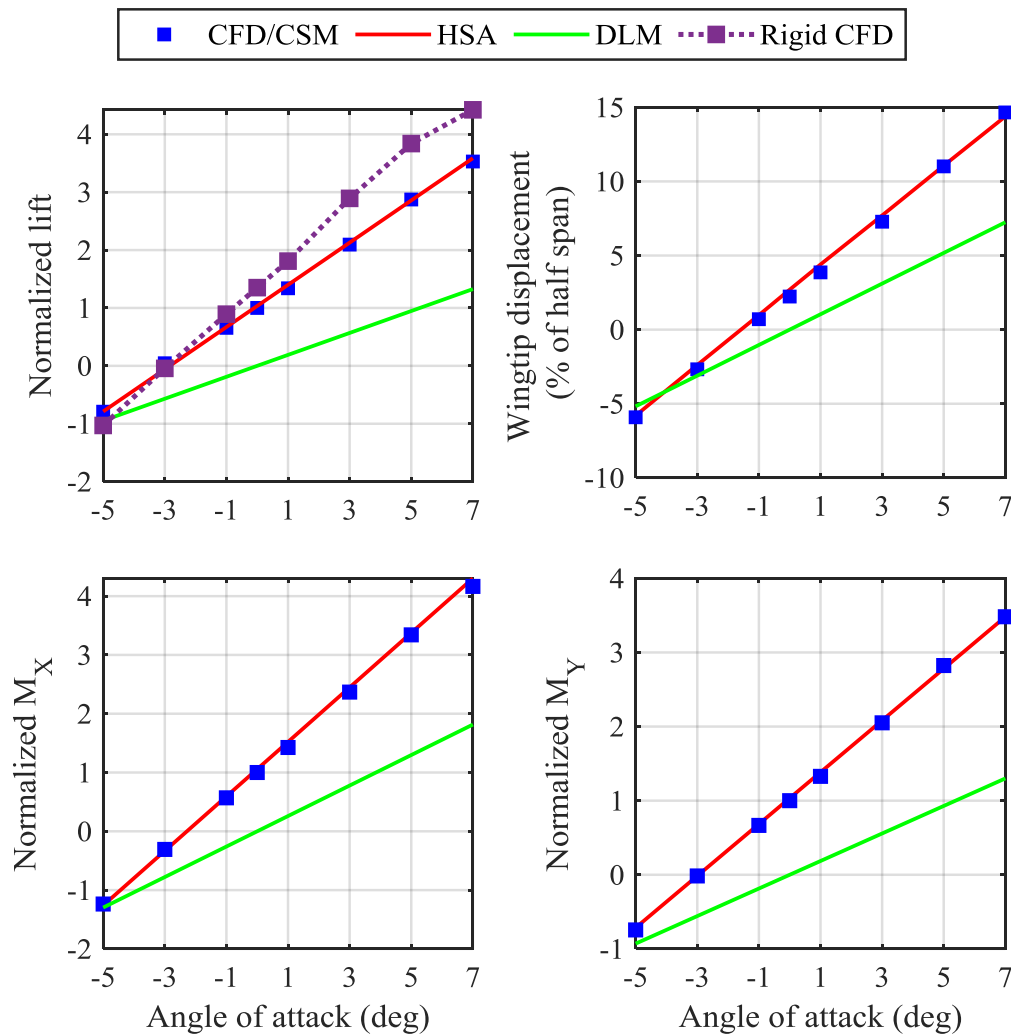 CFD/CSM HSA DLM Rigid CFD
Normalized lift
4
3
2
1
0
-1
-2
-5 -3 -1 1 3 5 7
Wingtip displacement
(% of half span)
15
10
5
0
-5
-10
-5 -3 -1 1 3 5 7
Normalized M_X
4
3
2
1
0
-1
-2
-5 -3 -1 1 3 5 7
Angle of attack (deg)
Normalized M_Y
4
3
2
1
0
-1
-5 -3 -1 1 3 5 7
Angle of attack (deg)